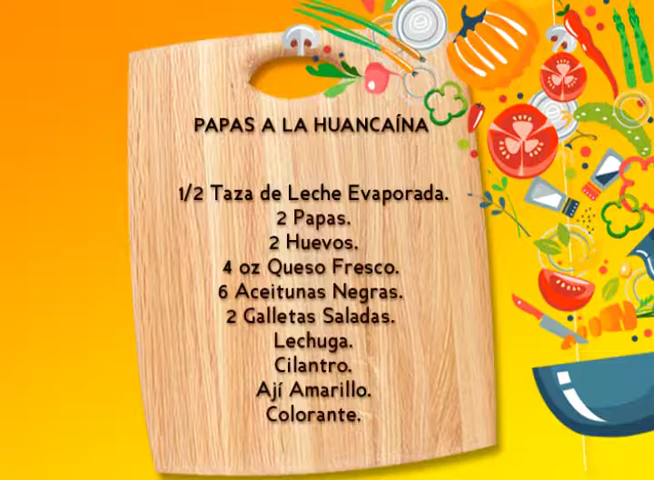 PAPAS A LA HUANCAÍNA
1/2 Taza de Leche Evaporada.
2 Papas.
2 Huevos.
4 oz Queso Fresco.
6 Aceitunas Negras.
2 Galletas Saladas.
Lechuga.
Cilantro.
Ají Amarillo.
Colorante.